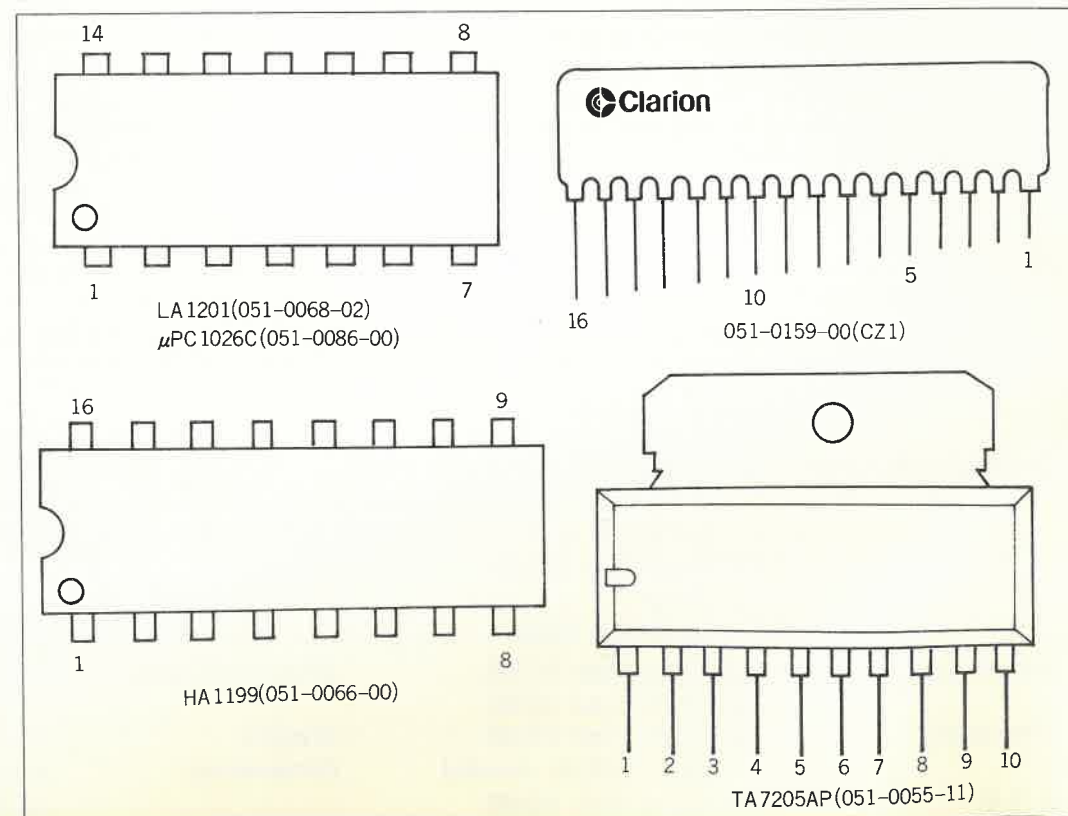 14 8
1 7
LA1201(051-0068-02)
μPC1026C(051-0086-00)
Clarion
16 10 5 1
051-0159-00(CZ1)
16 9
1 8
HA1199(051-0066-00)
1 2 3 4 5 6 7 8 9 10
TA7205AP(051-0055-11)